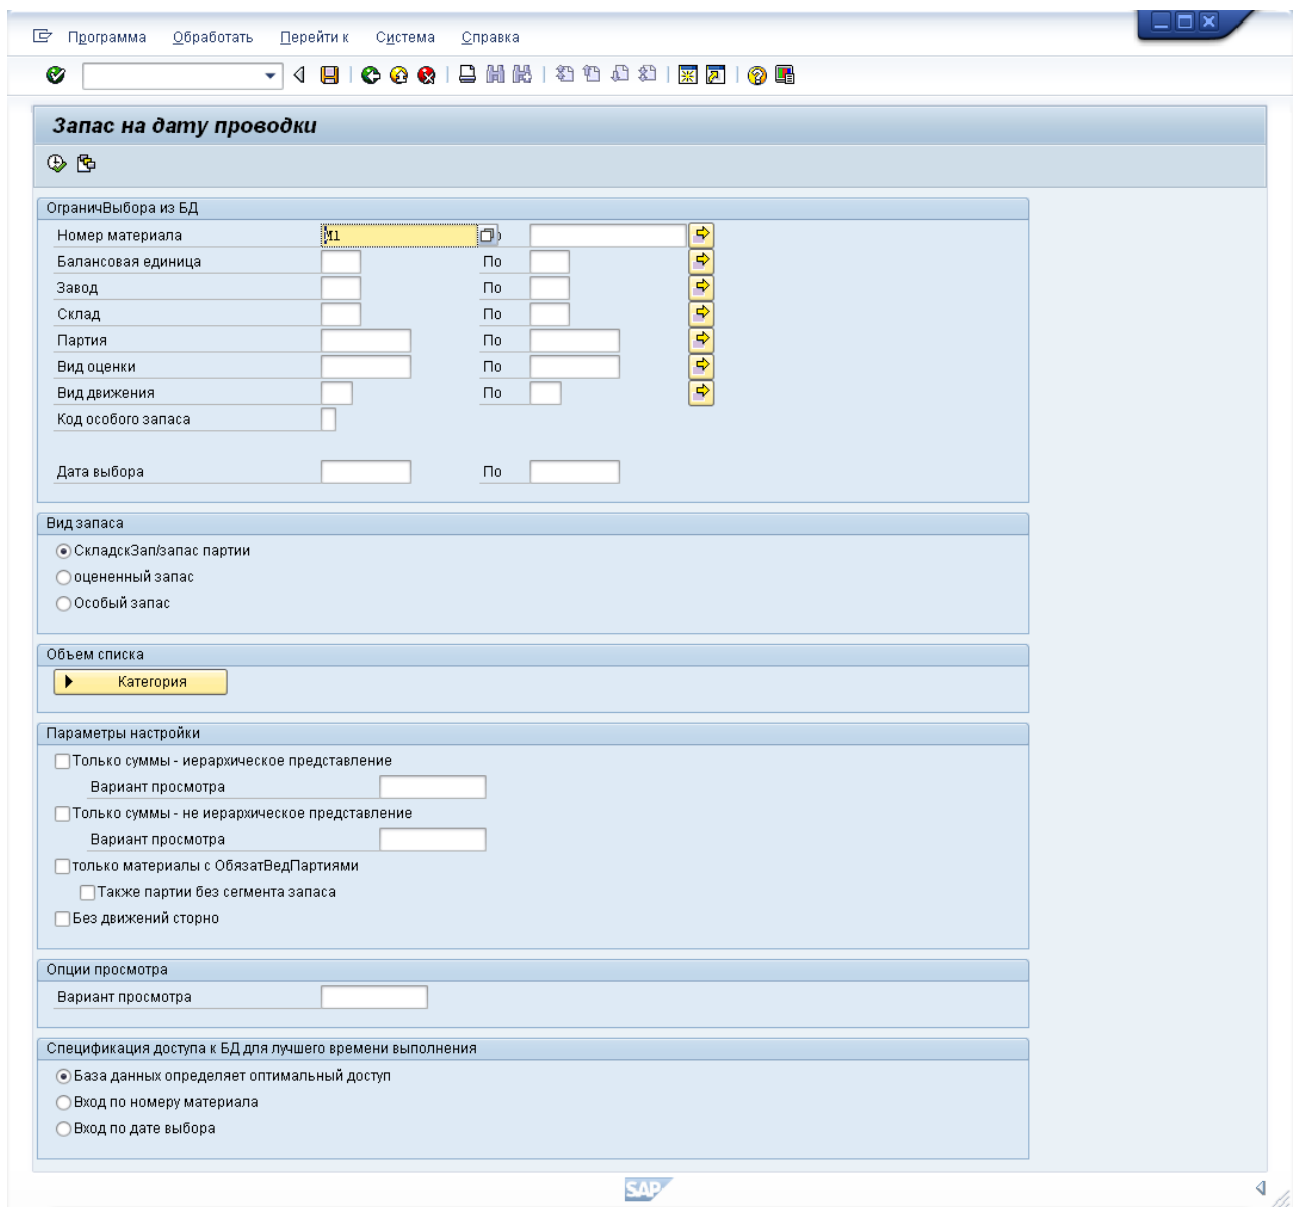 Программа Обработать Перейти к Система Справка
Запас на дату проводки
ОграничВыбора из БД
Номер материала М1
Балансовая единица По
Завод По
Склад По
Партия По
Вид оценки По
Вид движения По
Код особого запаса
Дата выбора По
Вид запаса
СкладскЗап/запас партии
оцененный запас
Особый запас
Объем списка
Категория
Параметры настройки
Только суммы - иерархическое представление
Вариант просмотра
Только суммы - не иерархическое представление
Вариант просмотра
только материалы с ОбязатВедПартиями
Также партии без сегмента запаса
Без движений сторно
Опции просмотра
Вариант просмотра
Спецификация доступа к БД для лучшего времени выполнения
База данных определяет оптимальный доступ
Вход по номеру материала
Вход по дате выбора
SAP